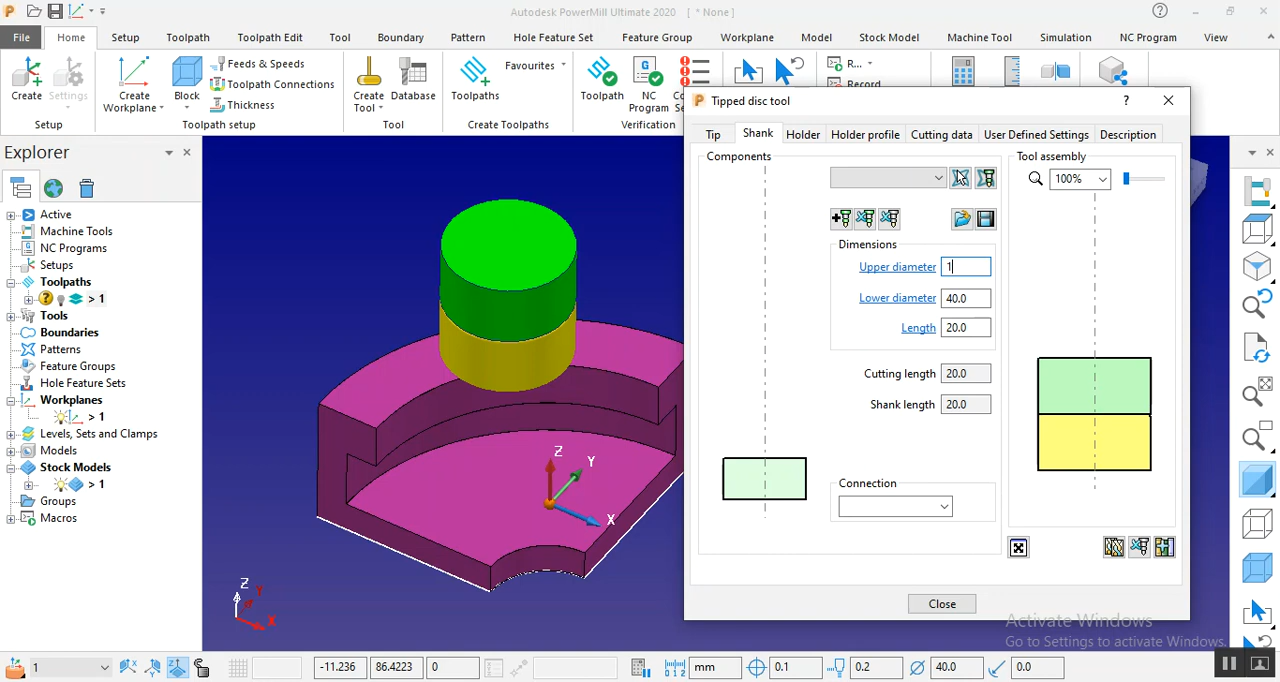 Autodesk PowerMill Ultimate 2020 [ * None ]
File Home Setup Toolpath Toolpath Edit Tool Boundary Pattern Hole Feature Set Feature Group Workplane Model Stock Model Machine Tool Simulation NC Program View
Create
Settings
Setup
Create
Workplane
Block
Feeds & Speeds
Toolpath Connections
Thickness
Toolpath setup
Create
Tool
Database
Tool
Toolpaths
Favourites
Create Toolpaths
Toolpath
NC
Program
Verification
R...
Record
Explorer
Active
Machine Tools
NC Programs
Setups
Toolpaths
> 1
Tools
Boundaries
Patterns
Feature Groups
Hole Feature Sets
Workplanes
> 1
Levels, Sets and Clamps
Models
Stock Models
> 1
Groups
Macros
Z
Y
X
Z
Y
X
Tipped disc tool
?
Tip Shank Holder Holder profile Cutting data User Defined Settings Description
Components
Dimensions
Upper diameter 1
Lower diameter 40.0
Length 20.0
Cutting length 20.0
Shank length 20.0
Connection
Tool assembly
100%
Close
Activate Windows
Go to Settings to activate Windows.
1 -11.236 86.4223 0 mm 0.1 0.2 40.0 0.0